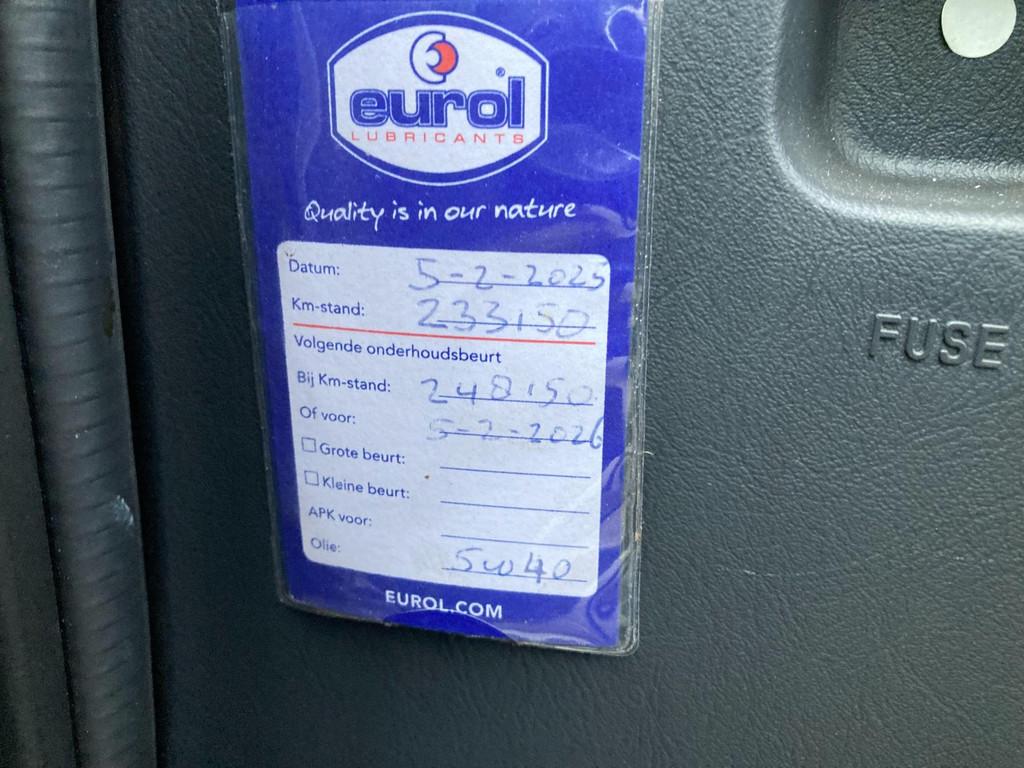 eurol®
LUBRICANTS
Quality is in our nature
Datum: 5-2-2025
Km-stand: 233150
Volgende onderhoudsbeurt
Bij Km-stand: 248150
Of voor: 5-2-2026
Grote beurt:
Kleine beurt:
APK voor:
Olie: 5w40
EUROL.COM
FUSE